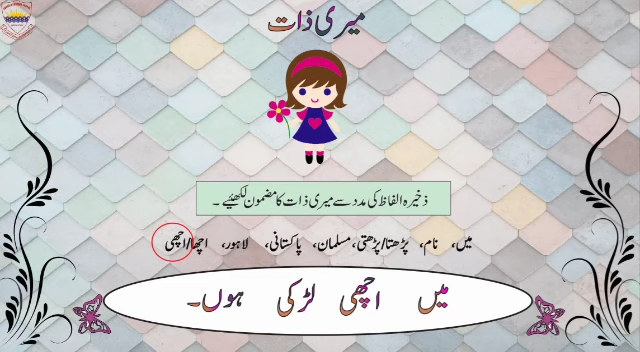 میری ذات
ذخیرہ الفاظ کی مدد سے میری ذات کا مضمون لکھئیے ۔
میں، نام، پڑھتا/پڑھتی، مسلمان، پاکستانی، لاہور، اچھا/اچھی
میں اچھی لڑکی ہوں۔